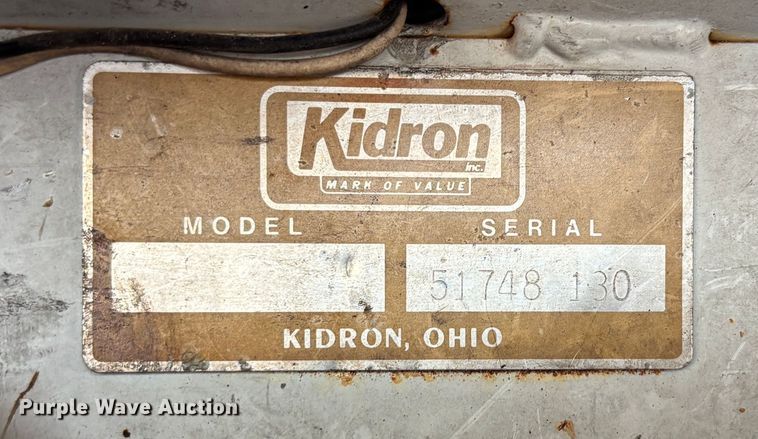 Kidron
inc.
MARK OF VALUE
MODEL SERIAL
51748 130
KIDRON, OHIO
Purple Wave Auction